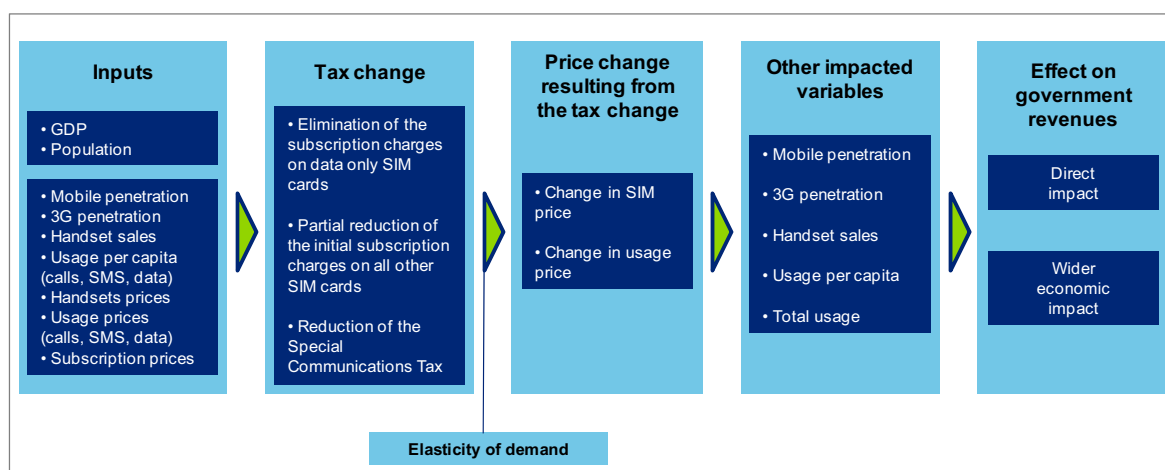 Inputs
• GDP
• Population
• Mobile penetration
• 3G penetration
• Handset sales
• Usage per capita
(calls, SMS, data)
• Handsets prices
• Usage prices
(calls, SMS, data)
• Subscription prices
Tax change
• Elimination of the
subscription charges
on data only SIM
cards
• Partial reduction of
the initial subscription
charges on all other
SIM cards
• Reduction of the
Special
Communications Tax
Elasticity of demand
Price change
resulting from
the tax change
• Change in SIM
price
• Change in usage
price
Other impacted
variables
• Mobile penetration
• 3G penetration
• Handset sales
• Usage per capita
• Total usage
Effect on
government
revenues
Direct
impact
Wider
economic
impact